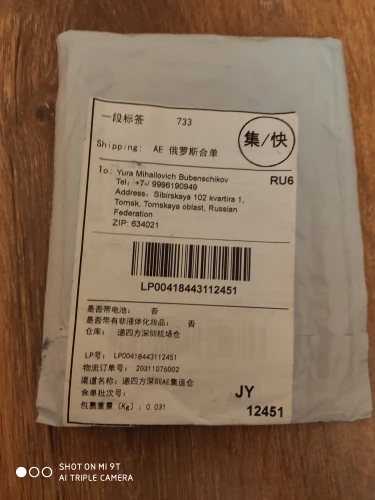 一段标签 733
集/快
Shipping: AE 俄罗斯合单
To: Yura Mihailovich Bubenschikov
RU6
Tel: +7-/ 9996190949
Address: Sibirskaya 102 kvartira 1,
Tomsk, Tomskaya oblast, Russian
Federation
ZIP: 634021
LP00418443112451
是否带电池: 否
是否带有非液体化妆品: 否
仓库: 递四方深圳机场仓
LP号: LP00418443112451
物流订单号: 20311076002
渠道名称: 递四方深圳AE集运仓
合单批次号:
包裹重量(Kg): 0.031
JY
12451
SHOT ON MI 9T
AI TRIPLE CAMERA